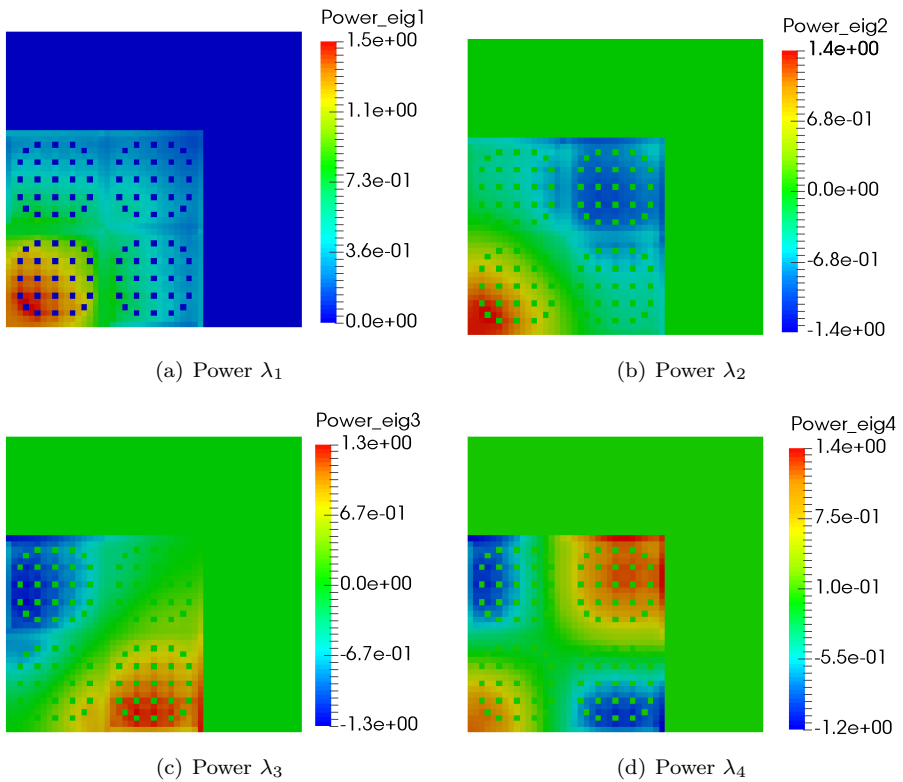 Power_eig1
1.5e+00
1.1e+00
7.3e-01
3.6e-01
0.0e+00
(a) Power λ1
Power_eig2
1.4e+00
6.8e-01
0.0e+00
-6.8e-01
-1.4e+00
(b) Power λ2
Power_eig3
1.3e+00
6.7e-01
0.0e+00
-6.7e-01
-1.3e+00
(c) Power λ3
Power_eig4
1.4e+00
7.5e-01
1.0e-01
-5.5e-01
-1.2e+00
(d) Power λ4